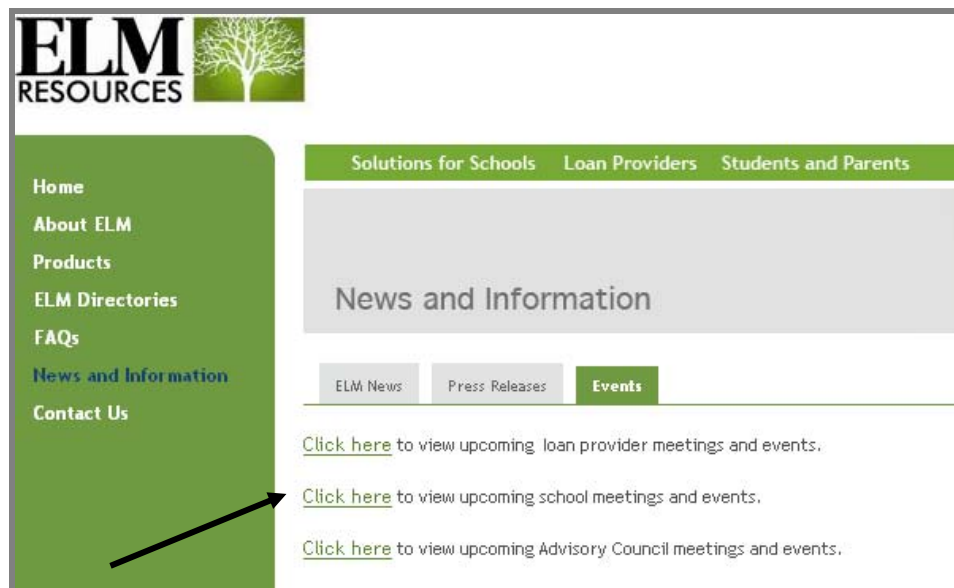 ELM
RESOURCES
Solutions for Schools Loan Providers Students and Parents
Home
About ELM
Products
ELM Directories
FAQs
News and Information
Contact Us
News and Information
ELM News Press Releases Events
Click here to view upcoming loan provider meetings and events.
Click here to view upcoming school meetings and events.
Click here to view upcoming Advisory Council meetings and events.